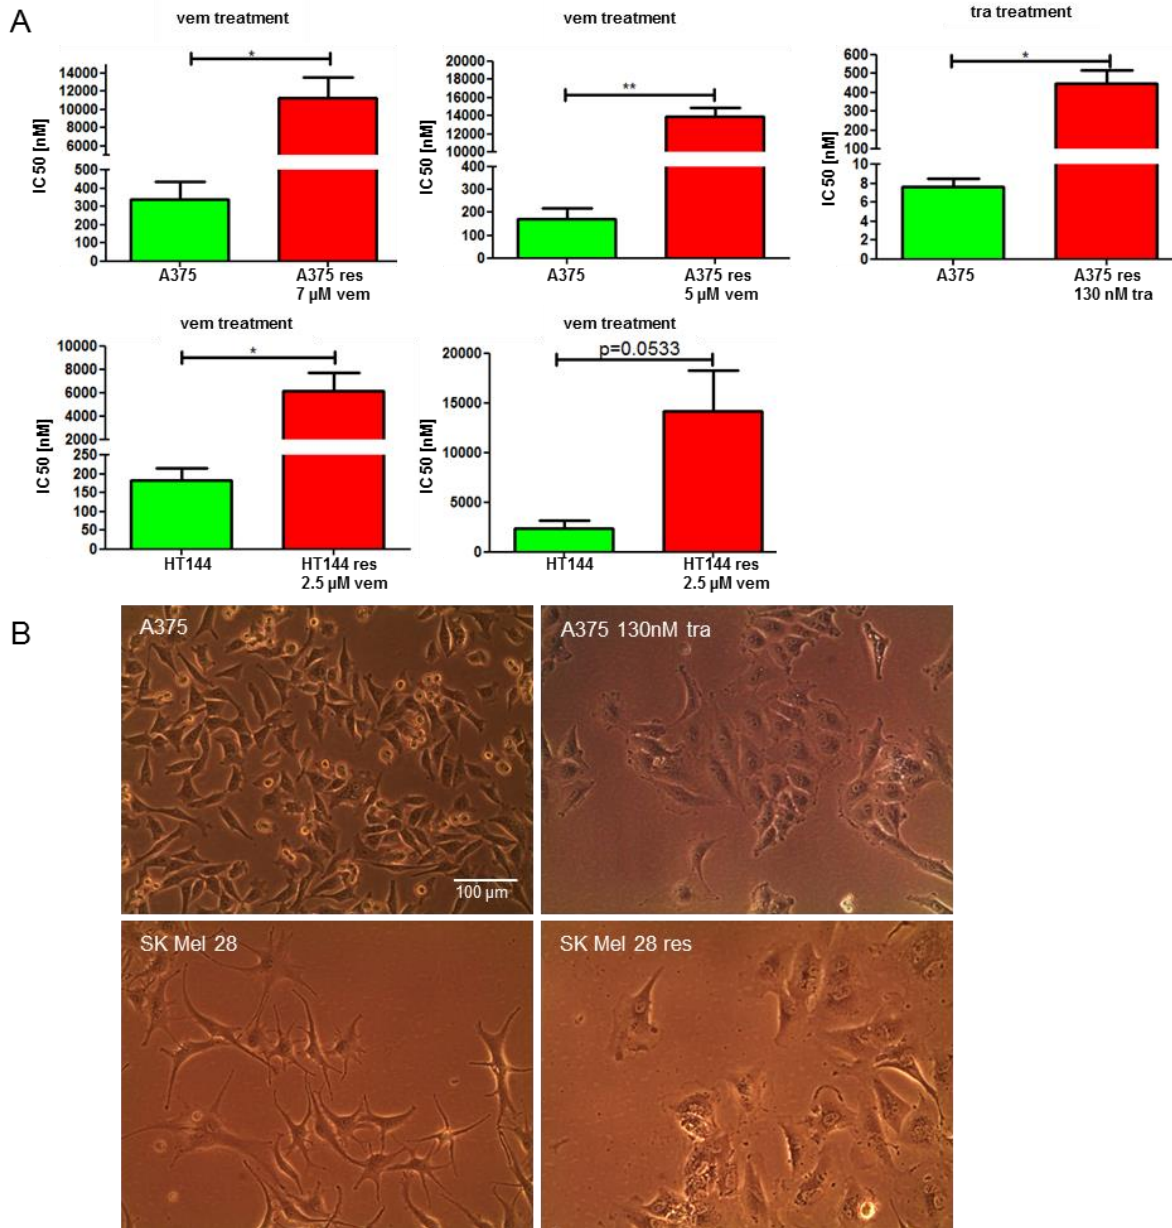 A
vem treatment
*
IC 50 [nM]
14000
12000
10000
8000
6000
500
400
300
200
100
0
A375
A375 res
7 µM vem
vem treatment
**
IC 50 [nM]
20000
18000
16000
14000
12000
10000
400
300
200
100
0
A375
A375 res
5 µM vem
tra treatment
*
IC 50 [nM]
600
500
400
300
200
100
10
8
6
4
2
0
A375
A375 res
130 nM tra
vem treatment
*
IC 50 [nM]
10000
8000
6000
4000
2000
250
200
150
100
50
0
HT144
HT144 res
2.5 µM vem
vem treatment
p=0.0533
IC 50 [nM]
20000
15000
10000
5000
0
HT144
HT144 res
2.5 µM vem
B
A375
100 µm
A375 130nM tra
SK Mel 28
SK Mel 28 res